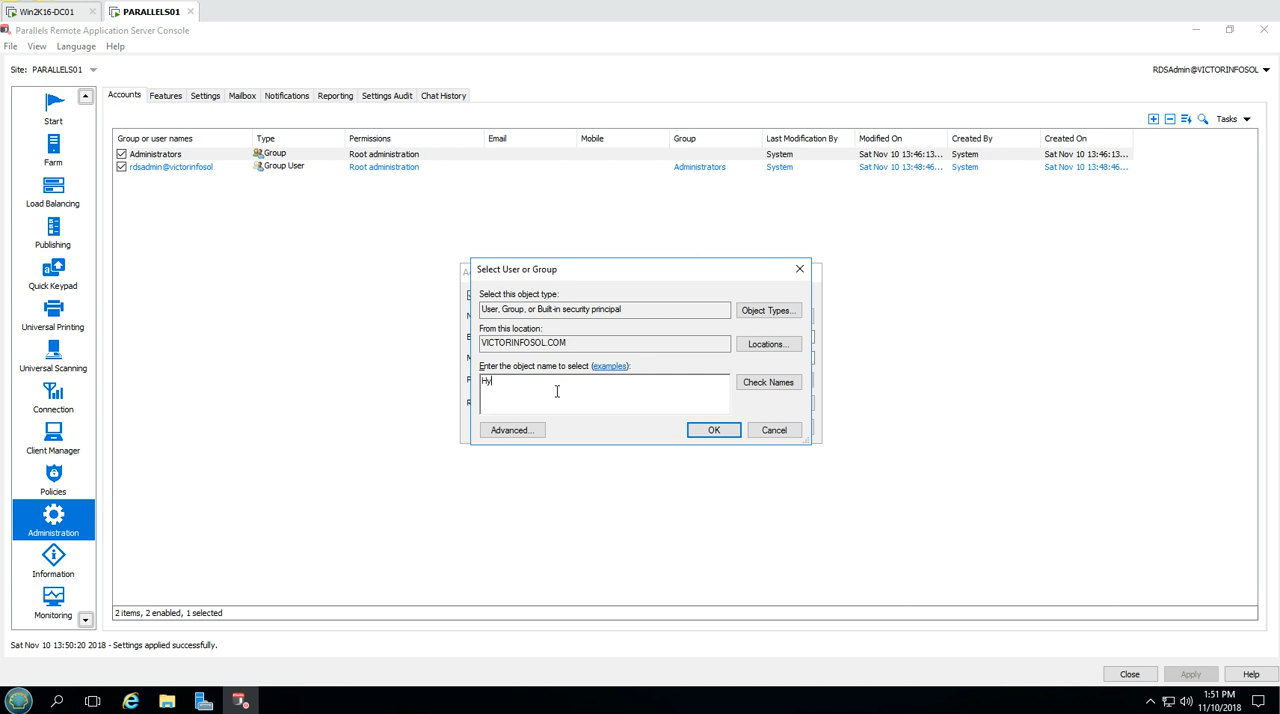 Win2K16-DC01
PARALLELS01
Parallels Remote Application Server Console
File View Language Help
Site: PARALLELS01
RDSAdmin@VICTORINFOSOL
Start
Farm
Load Balancing
Publishing
Quick Keypad
Universal Printing
Universal Scanning
Connection
Client Manager
Policies
Administration
Information
Monitoring
Accounts Features Settings Mailbox Notifications Reporting Settings Audit Chat History
Tasks
Group or user names Type Permissions Email Mobile Group Last Modification By Modified On Created By Created On
Administrators Group Root administration System Sat Nov 10 13:46:13... System Sat Nov 10 13:46:13...
rdsadmin@victorinfosol Group User Root administration Administrators System Sat Nov 10 13:48:46... System Sat Nov 10 13:48:46...
Select User or Group
Select this object type:
User, Group, or Built-in security principal
Object Types...
From this location:
VICTORINFOSOL.COM
Locations...
Enter the object name to select (examples):
Hy
Check Names
Advanced...
OK
Cancel
2 items, 2 enabled, 1 selected
Sat Nov 10 13:50:20 2018 - Settings applied successfully.
Close Apply Help
1:51 PM
11/10/2018